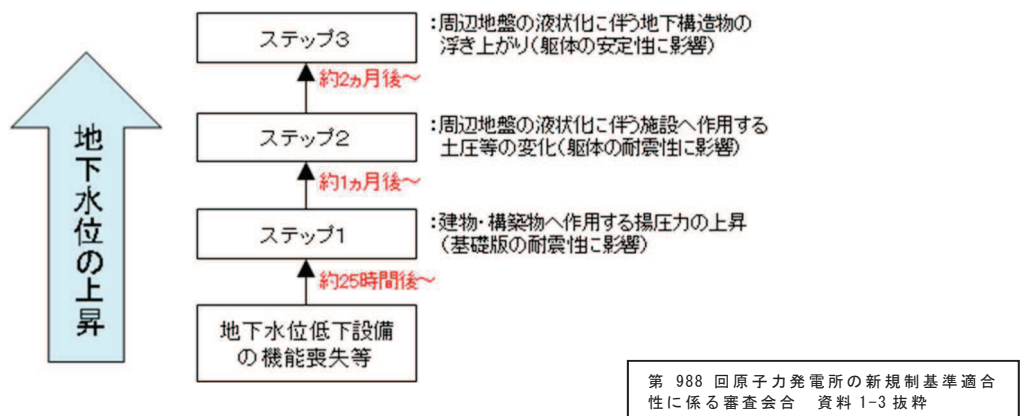 ステップ3
:周辺地盤の液状化に伴う地下構造物の
浮き上がり(躯体の安定性に影響)
約2ヵ月後~
ステップ2
:周辺地盤の液状化に伴う施設へ作用する
土圧等の変化(躯体の耐震性に影響)
約1ヵ月後~
ステップ1
:建物・構築物へ作用する揚圧力の上昇
(基礎版の耐震性に影響)
約25時間後~
地下水位低下設備
の機能喪失等
地下水位の上昇
第 988 回原子力発電所の新規制基準適合
性に係る審査会合 資料 1-3 抜粋